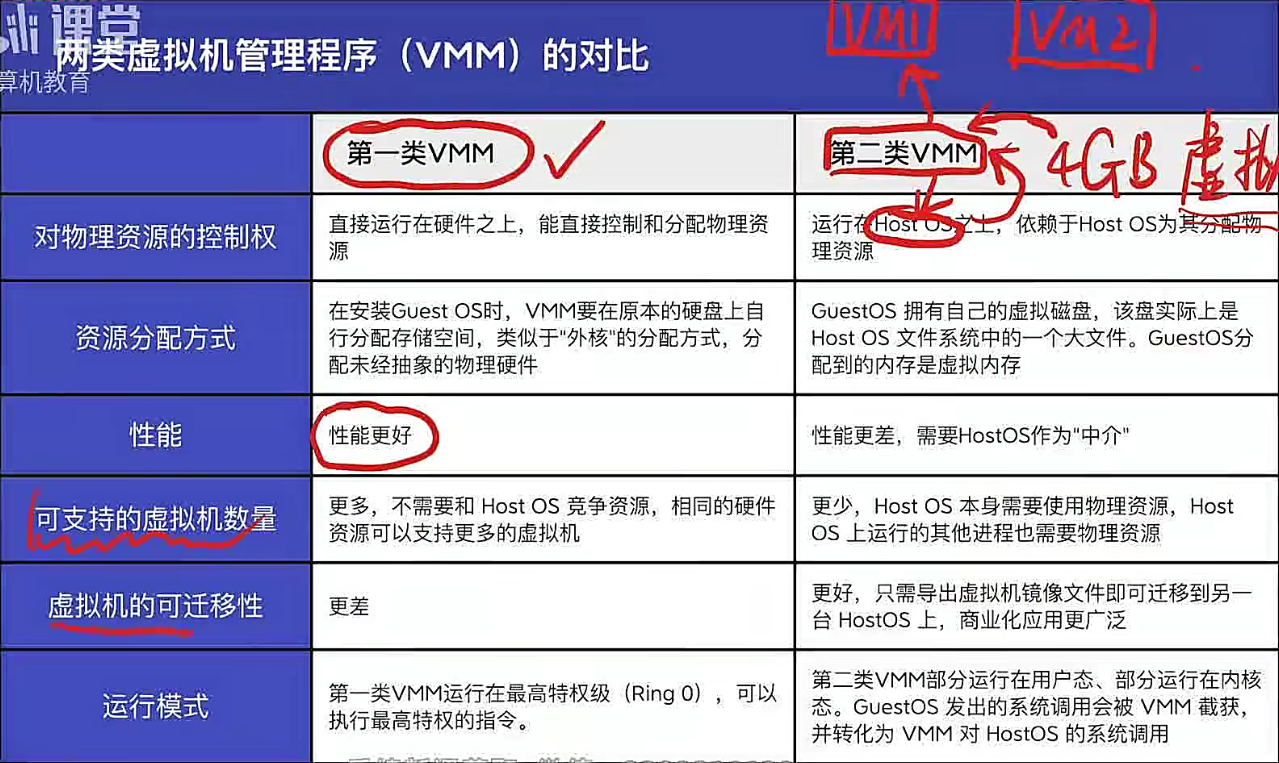 课堂
两类虚拟机管理程序（VMM）的对比
算机教育
VM1
VM2
第一类VMM
第二类VMM
4GB 虚拟
对物理资源的控制权
直接运行在硬件之上，能直接控制和分配物理资
源
运行在Host OS之上，依赖于Host OS为其分配物
理资源
资源分配方式
在安装Guest OS时，VMM要在原本的硬盘上自
行分配存储空间，类似于"外核"的分配方式，分
配未经抽象的物理硬件
GuestOS 拥有自己的虚拟磁盘，该盘实际上是
Host OS 文件系统中的一个大文件。GuestOS分
配到的内存是虚拟内存
性能
性能更好
性能更差，需要HostOS作为"中介"
可支持的虚拟机数量
更多，不需要和 Host OS 竞争资源，相同的硬件
资源可以支持更多的虚拟机
更少，Host OS 本身需要使用物理资源，Host
OS 上运行的其他进程也需要物理资源
虚拟机的可迁移性
更差
更好，只需导出虚拟机镜像文件即可迁移到另一
台 HostOS 上，商业化应用更广泛
运行模式
第一类VMM运行在最高特权级（Ring 0），可以
执行最高特权的指令。
第二类VMM部分运行在用户态、部分运行在内核
态。GuestOS 发出的系统调用会被 VMM 截获，
并转化为 VMM 对 HostOS 的系统调用